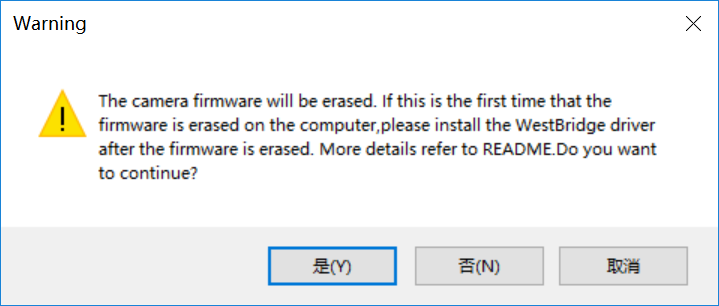 Warning
The camera firmware will be erased. If this is the first time that the
firmware is erased on the computer,please install the WestBridge driver
after the firmware is erased. More details refer to README.Do you want
to continue?
是(Y) 否(N) 取消